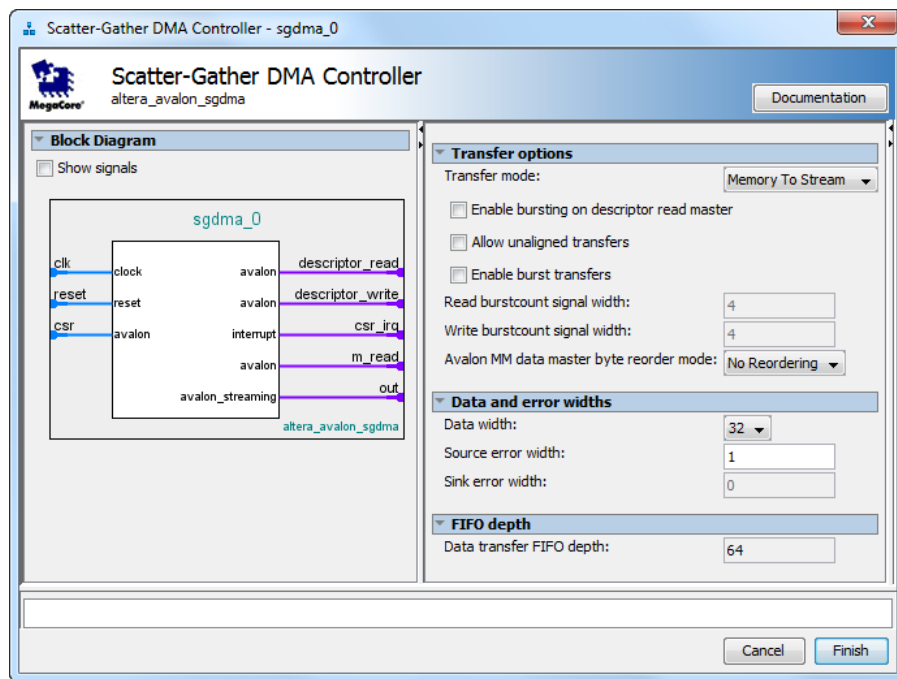 Scatter-Gather DMA Controller - sgdma_0
x
Scatter-Gather DMA Controller
altera_avalon_sgdma
MegaCore®
Documentation
Block Diagram
Show signals
sgdma_0
clk
clock
avalon
descriptor_read
reset
reset
avalon
descriptor_write
csr
avalon
interrupt
csr_irq
avalon
m_read
avalon_streaming
out
altera_avalon_sgdma
Transfer options
Transfer mode: Memory To Stream
Enable bursting on descriptor read master
Allow unaligned transfers
Enable burst transfers
Read burstcount signal width: 4
Write burstcount signal width: 4
Avalon MM data master byte reorder mode: No Reordering
Data and error widths
Data width: 32
Source error width: 1
Sink error width: 0
FIFO depth
Data transfer FIFO depth: 64
Cancel
Finish